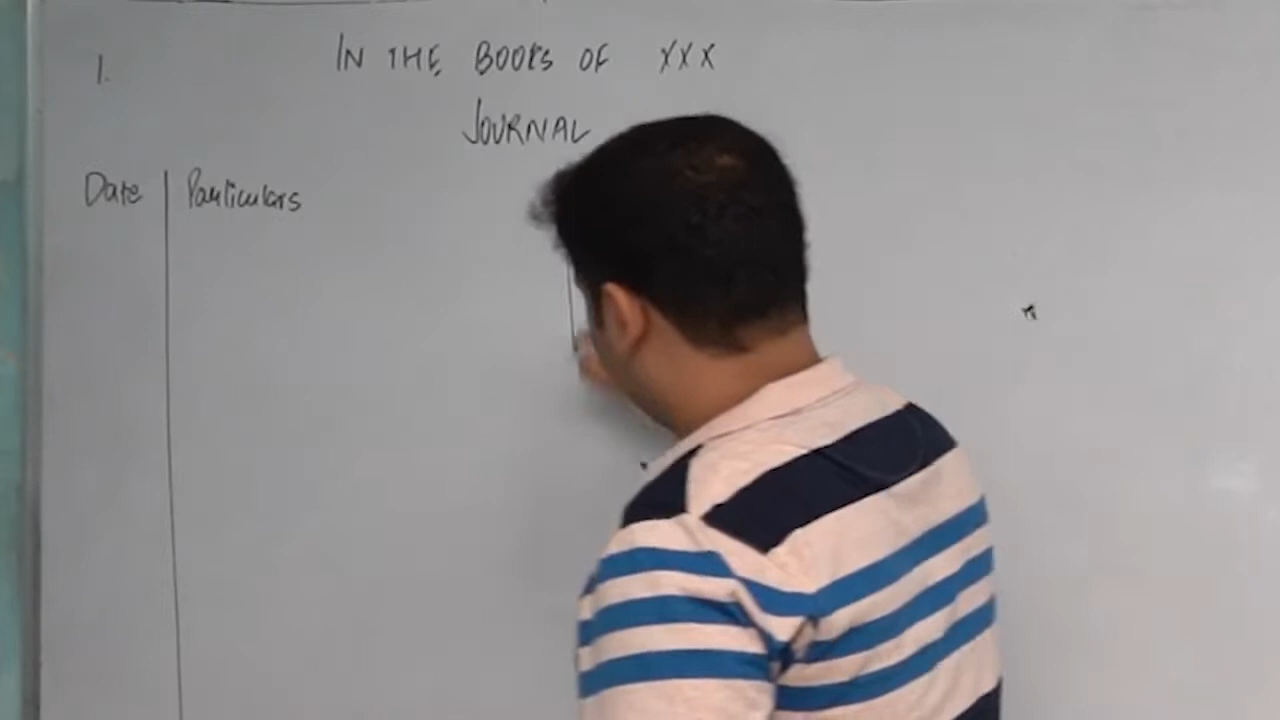 1. IN THE BOOKS OF XXX
JOURNAL
Date Particulars